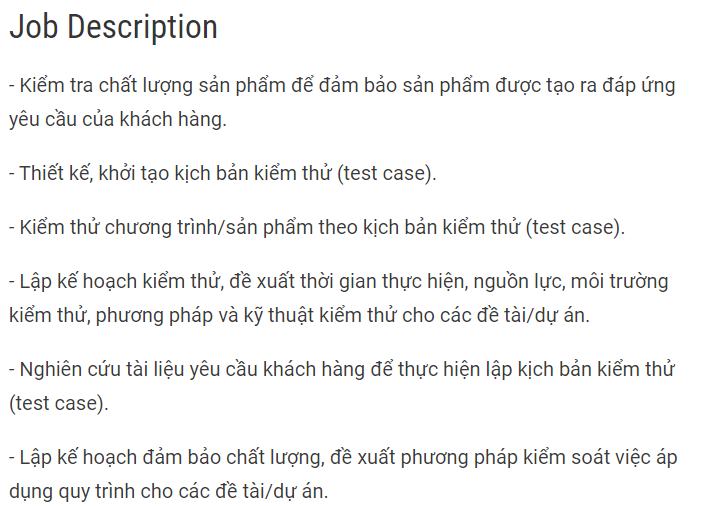 Job Description
- Kiểm tra chất lượng sản phẩm để đảm bảo sản phẩm được tạo ra đáp ứng
yêu cầu của khách hàng.
- Thiết kế, khởi tạo kịch bản kiểm thử (test case).
- Kiểm thử chương trình/sản phẩm theo kịch bản kiểm thử (test case).
- Lập kế hoạch kiểm thử, đề xuất thời gian thực hiện, nguồn lực, môi trường
kiểm thử, phương pháp và kỹ thuật kiểm thử cho các đề tài/dự án.
- Nghiên cứu tài liệu yêu cầu khách hàng để thực hiện lập kịch bản kiểm thử
(test case).
- Lập kế hoạch đảm bảo chất lượng, đề xuất phương pháp kiểm soát việc áp
dụng quy trình cho các đề tài/dự án.